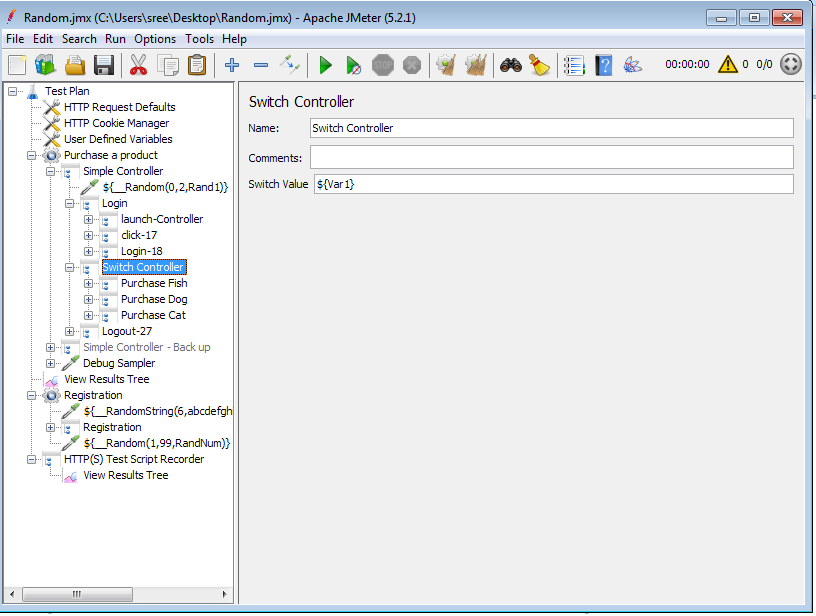 Random.jmx (C:\Users\sree\Desktop\Random.jmx) - Apache JMeter (5.2.1)
File Edit Search Run Options Tools Help
STOP 00:00:00 0 0/0
Test Plan
HTTP Request Defaults
HTTP Cookie Manager
User Defined Variables
Purchase a product
Simple Controller
${__Random(0,2,Rand1)}
Login
launch-Controller
click-17
Login-18
Switch Controller
Purchase Fish
Purchase Dog
Purchase Cat
Logout-27
Simple Controller - Back up
Debug Sampler
View Results Tree
Registration
${__RandomString(6,abcdefgh
Registration
${__Random(1,99,RandNum)}
HTTP(S) Test Script Recorder
View Results Tree
Switch Controller
Name: Switch Controller
Comments:
Switch Value ${Var1}